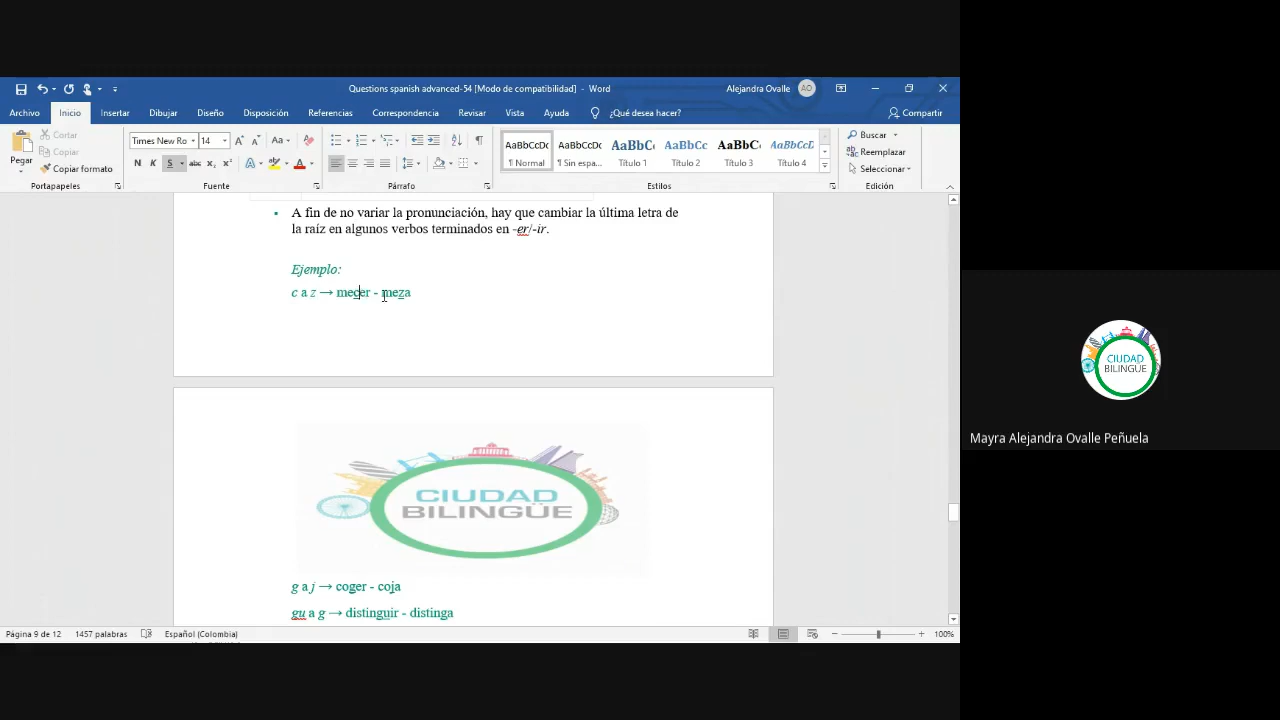 Questions spanish advanced-54 [Modo de compatibilidad] - Word
Alejandra Ovalle
AO
Archivo Inicio Insertar Dibujar Diseño Disposición Referencias Correspondencia Revisar Vista Ayuda ¿Qué desea hacer? Compartir
Pegar
Cortar
Copiar
Copiar formato
Portapapeles
Times New Ro 14
N K S abc x₂ x²
Fuente
Párrafo
AaBbCcDc AaBbCcDc AaBbCc AaBbCcC AaBbC AaBbCcD
¶ Normal ¶ Sin espa... Título 1 Título 2 Título 3 Título 4
Estilos
Buscar
Reemplazar
Seleccionar
Edición
A fin de no variar la pronunciación, hay que cambiar la última letra de
la raíz en algunos verbos terminados en -er/-ir.
Ejemplo:
c a z → mecer - meza
CIUDAD
BILINGÜE
g a j → coger - coja
gu a g → distinguir - distinga
Página 9 de 12 1457 palabras Español (Colombia) 100%
CIUDAD
BILINGÜE
Mayra Alejandra Ovalle Peñuela